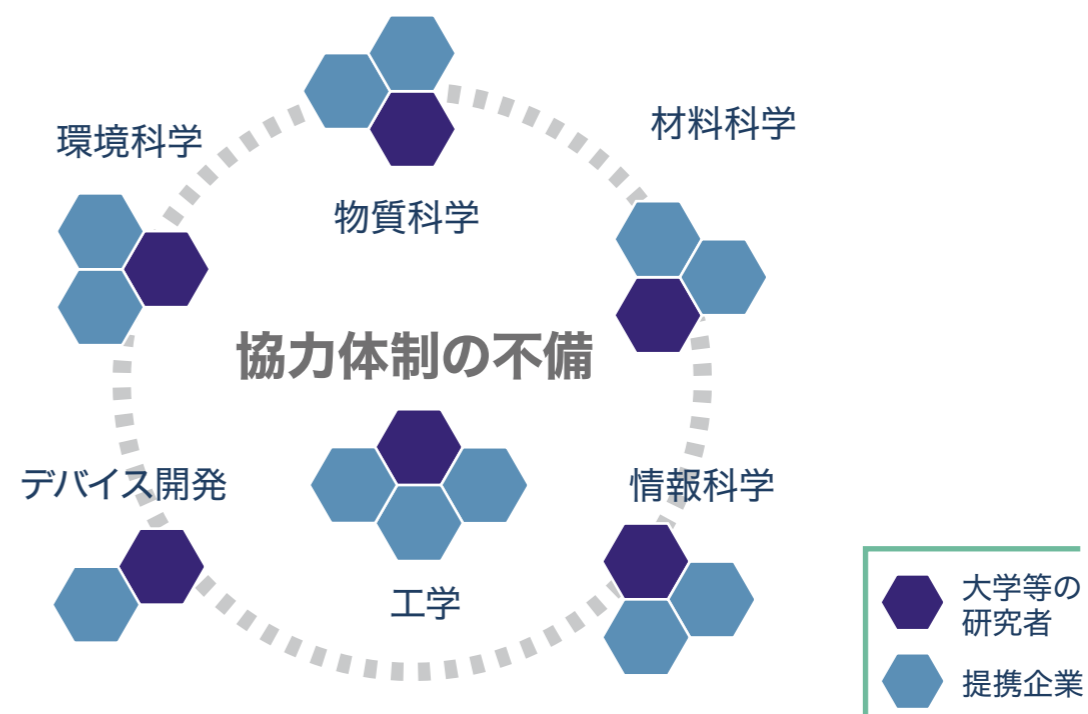 環境科学
材料科学
物質科学
協力体制の不備
デバイス開発
情報科学
工学
大学等の
研究者
提携企業